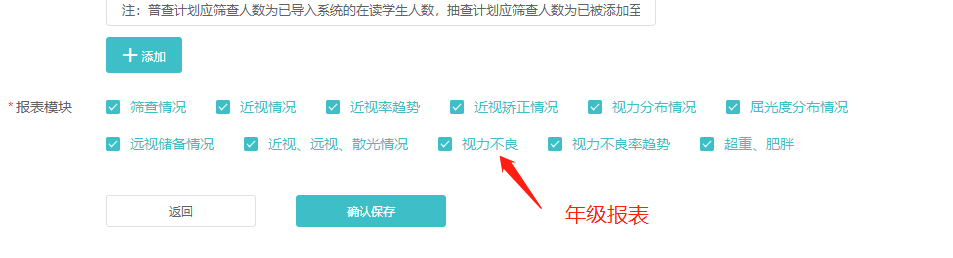 注：普查计划应筛查人数为已导入系统的在读学生人数，抽查计划应筛查人数为已被添加至
添加
*报表模块 筛查情况 近视情况 近视率趋势 近视矫正情况 视力分布情况 屈光度分布情况
远视储备情况 近视、远视、散光情况 视力不良 视力不良率趋势 超重、肥胖
返回 确认保存 年级报表